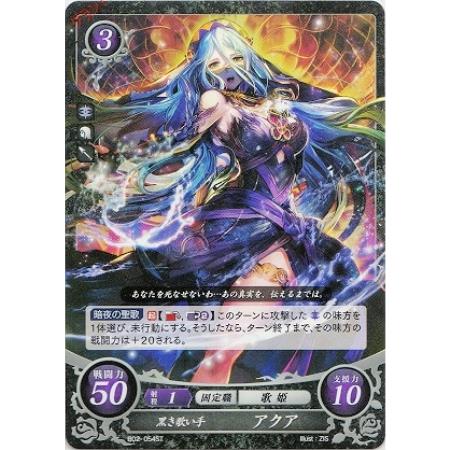 3
あなたを死なせないわ…あの真実を、伝えるまでは。
暗夜の聖歌 起 このターンに攻撃した の味方を
1体選び、未行動にする。そうしたなら、ターン終了まで、その味方の
戦闘力は+20される。
戦闘力 50
射程 1 固定職 歌姫
支援力 10
黒き歌い手 アクア
B02-054ST
Illust : ZIS